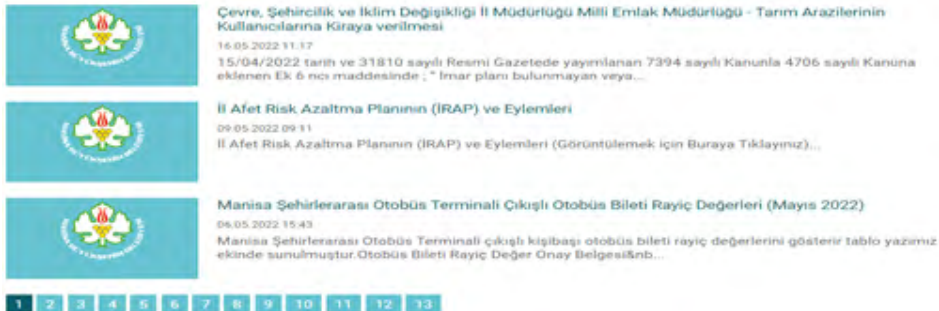 Çevre, Şehircilik ve İklim Değişikliği İl Müdürlüğü Milli Emlak Müdürlüğü - Tarım Arazilerinin
Kullanıcılarına Kiraya verilmesi
16.05.2022 11:17
15/04/2022 tarih ve 31810 sayılı Resmi Gazetede yayımlanan 7394 sayılı Kanunla 4706 sayılı Kanuna
eklenen Ek 6 ncı maddesinde ; " İmar planı bulunmayan veya...
İl Afet Risk Azaltma Planının (İRAP) ve Eylemleri
09.05.2022 09:11
İl Afet Risk Azaltma Planının (İRAP) ve Eylemleri (Görüntülemek için Buraya Tıklayınız)...
Manisa Şehirlerarası Otobüs Terminali Çıkışlı Otobüs Bileti Rayiç Değerleri (Mayıs 2022)
06.05.2022 15:43
Manisa Şehirlerarası Otobüs Terminali çıkışlı kişibaşı otobüs bileti rayiç değerlerini gösterir tablo yazımız
ekinde sunulmuştur.Otobüs Bileti Rayiç Değer Onay Belgesi&nb...
1 2 3 4 5 6 7 8 9 10 11 12 13